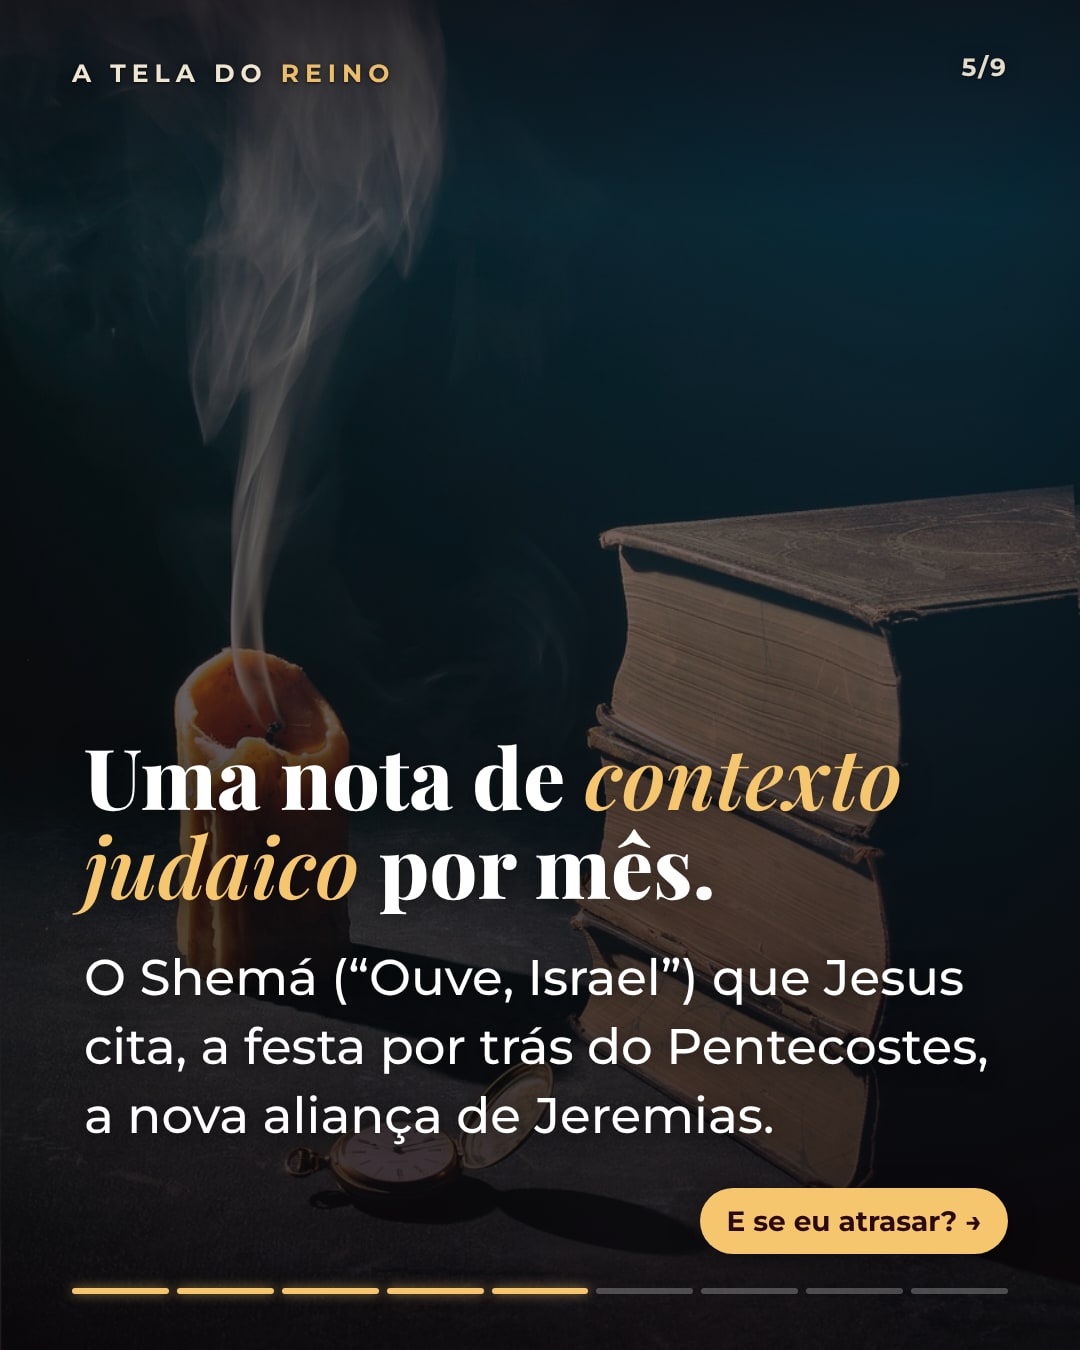 A TELA DO REINO
5/9
Uma nota de contexto
judaico por mês.
O Shemá (“Ouve, Israel”) que Jesus
cita, a festa por trás do Pentecostes,
a nova aliança de Jeremias.
E se eu atrasar? →